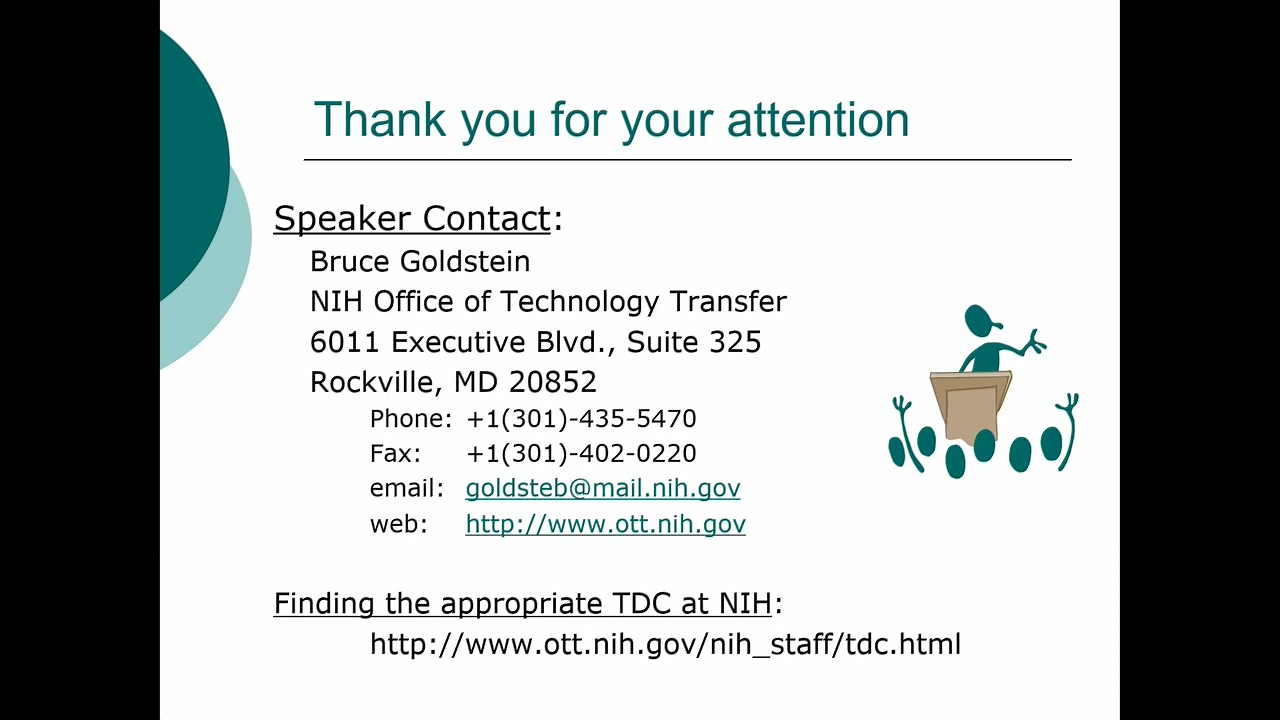 Thank you for your attention
Speaker Contact:
Bruce Goldstein
NIH Office of Technology Transfer
6011 Executive Blvd., Suite 325
Rockville, MD 20852
Phone: +1(301)-435-5470
Fax: +1(301)-402-0220
email: goldsteb@mail.nih.gov
web: http://www.ott.nih.gov
Finding the appropriate TDC at NIH:
http://www.ott.nih.gov/nih_staff/tdc.html